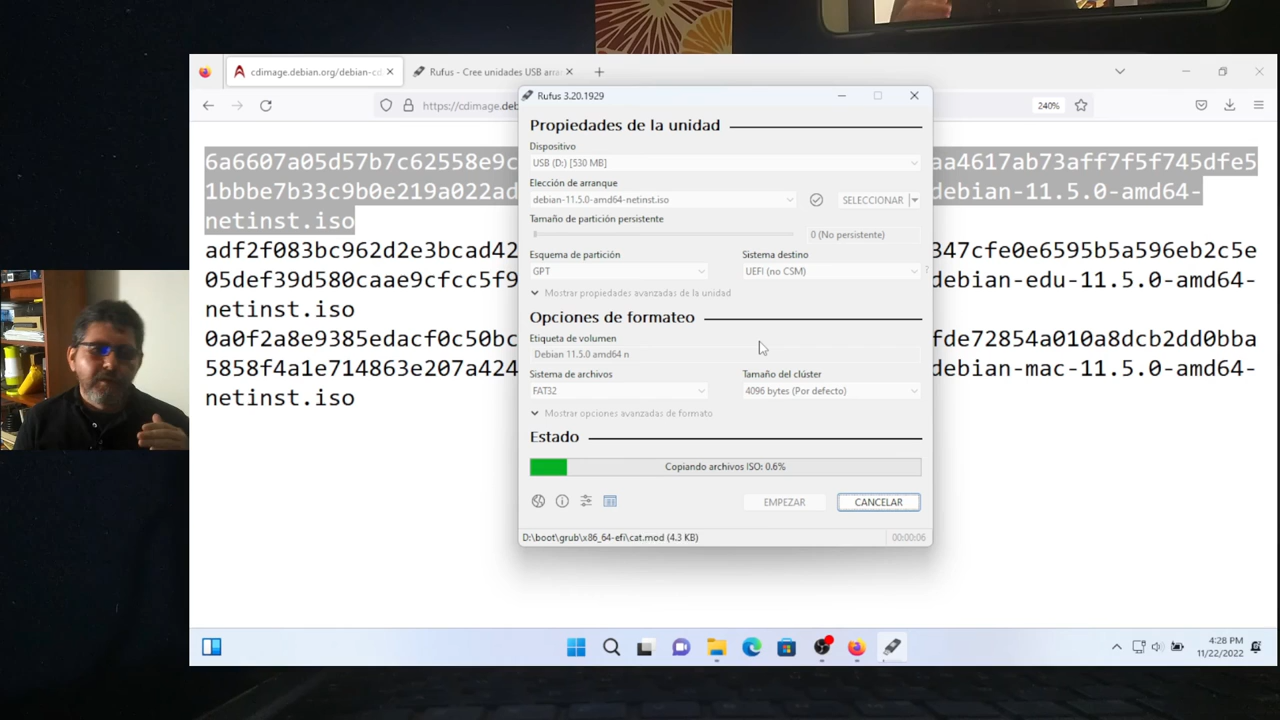 cdimage.debian.org/debian-cd
Rufus - Cree unidades USB arra
https://cdimage.deb
240%
Rufus 3.20.1929
Propiedades de la unidad
Dispositivo
USB (D:) [530 MB]
Elección de arranque
debian-11.5.0-amd64-netinst.iso
SELECCIONAR
Tamaño de partición persistente
0 (No persistente)
Esquema de partición
Sistema destino
GPT
UEFI (no CSM)
?
Mostrar propiedades avanzadas de la unidad
Opciones de formateo
Etiqueta de volumen
Debian 11.5.0 amd64 n
Sistema de archivos
Tamaño del clúster
FAT32
4096 bytes (Por defecto)
Mostrar opciones avanzadas de formato
Estado
Copiando archivos ISO: 0.6%
EMPEZAR
CANCELAR
D:\boot\grub\x86_64-efi\cat.mod (4.3 KB)
00:00:06
6a6607a05d57b7c62558e9c aa4617ab73aff7f5f745dfe5
1bbbe7b33c9b0e219a022ad debian-11.5.0-amd64-
netinst.iso
adf2f083bc962d2e3bcad42 347cfe0e6595b5a596eb2c5e
05def39d580caae9cfcc5f9 debian-edu-11.5.0-amd64-
netinst.iso
0a0f2a8e9385edacf0c50bc fde72854a010a8dcb2dd0bba
5858f4a1e714863e207a424 debian-mac-11.5.0-amd64-
netinst.iso
4:28 PM
11/22/2022